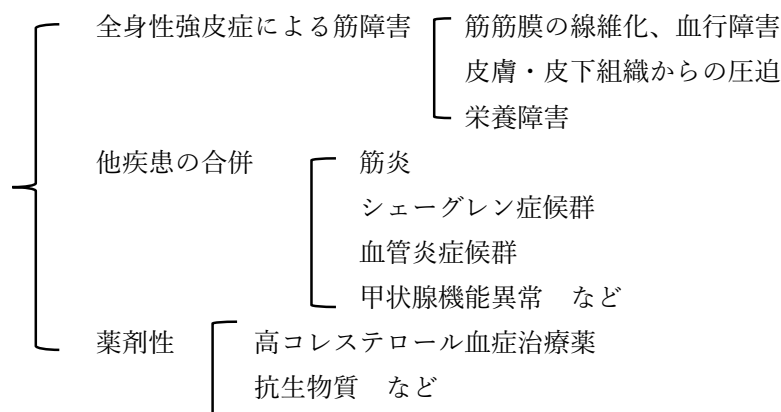 全身性強皮症による筋障害 筋筋膜の線維化、血行障害
皮膚・皮下組織からの圧迫
栄養障害
他疾患の合併 筋炎
シェーグレン症候群
血管炎症候群
甲状腺機能異常　など
薬剤性 高コレステロール血症治療薬
抗生物質　など